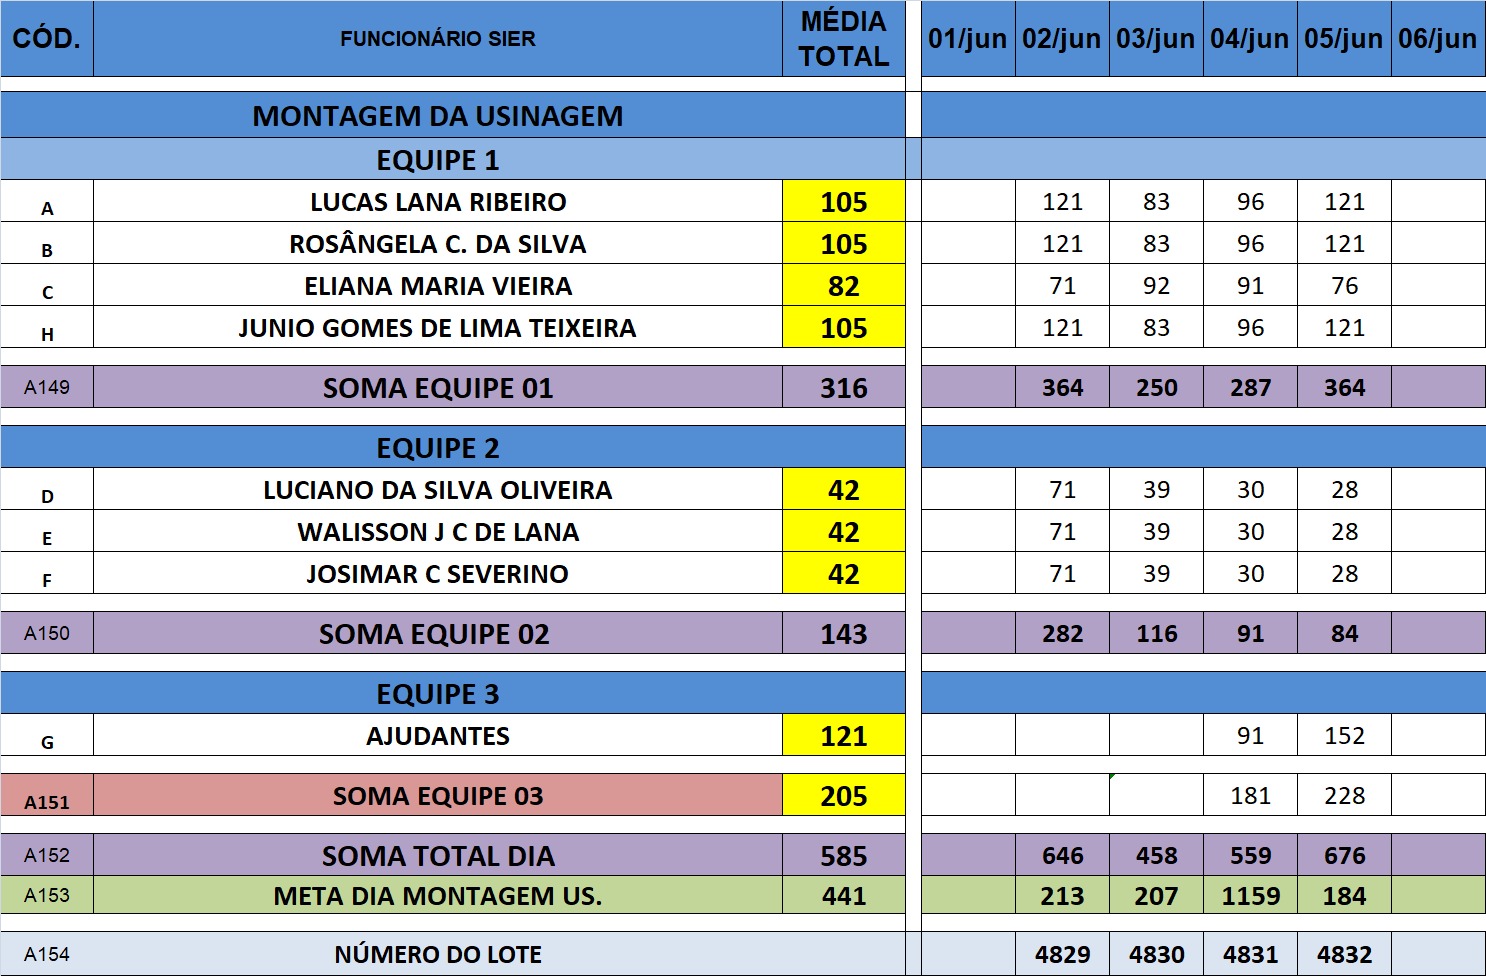 CÓD. FUNCIONÁRIO SIER MÉDIA TOTAL 01/jun 02/jun 03/jun 04/jun 05/jun 06/jun
MONTAGEM DA USINAGEM
EQUIPE 1
A LUCAS LANA RIBEIRO 105 121 83 96 121
B ROSÂNGELA C. DA SILVA 105 121 83 96 121
C ELIANA MARIA VIEIRA 82 71 92 91 76
H JUNIO GOMES DE LIMA TEIXEIRA 105 121 83 96 121
A149 SOMA EQUIPE 01 316 364 250 287 364
EQUIPE 2
D LUCIANO DA SILVA OLIVEIRA 42 71 39 30 28
E WALISSON J C DE LANA 42 71 39 30 28
F JOSIMAR C SEVERINO 42 71 39 30 28
A150 SOMA EQUIPE 02 143 282 116 91 84
EQUIPE 3
G AJUDANTES 121 91 152
A151 SOMA EQUIPE 03 205 181 228
A152 SOMA TOTAL DIA 585 646 458 559 676
A153 META DIA MONTAGEM US. 441 213 207 1159 184
A154 NÚMERO DO LOTE 4829 4830 4831 4832